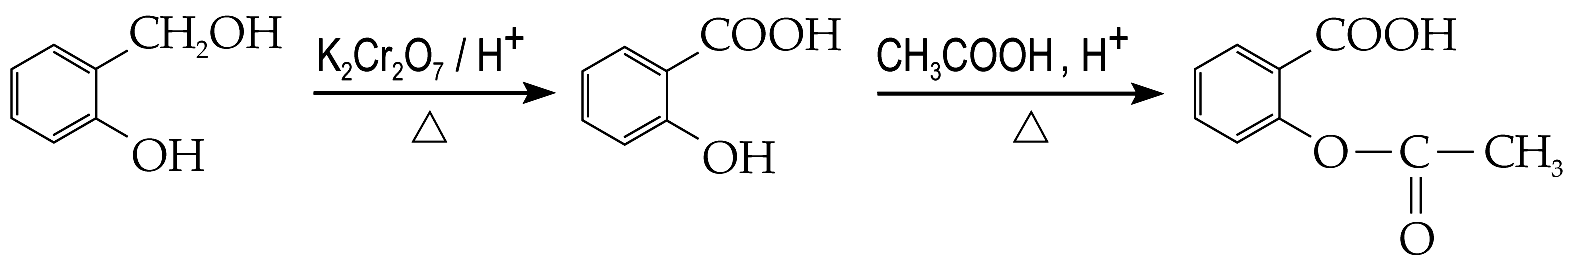 CH₂OH
OH
K₂Cr₂O₇ / H⁺
△
COOH
OH
CH₃COOH , H⁺
△
COOH
O — C — CH₃
O